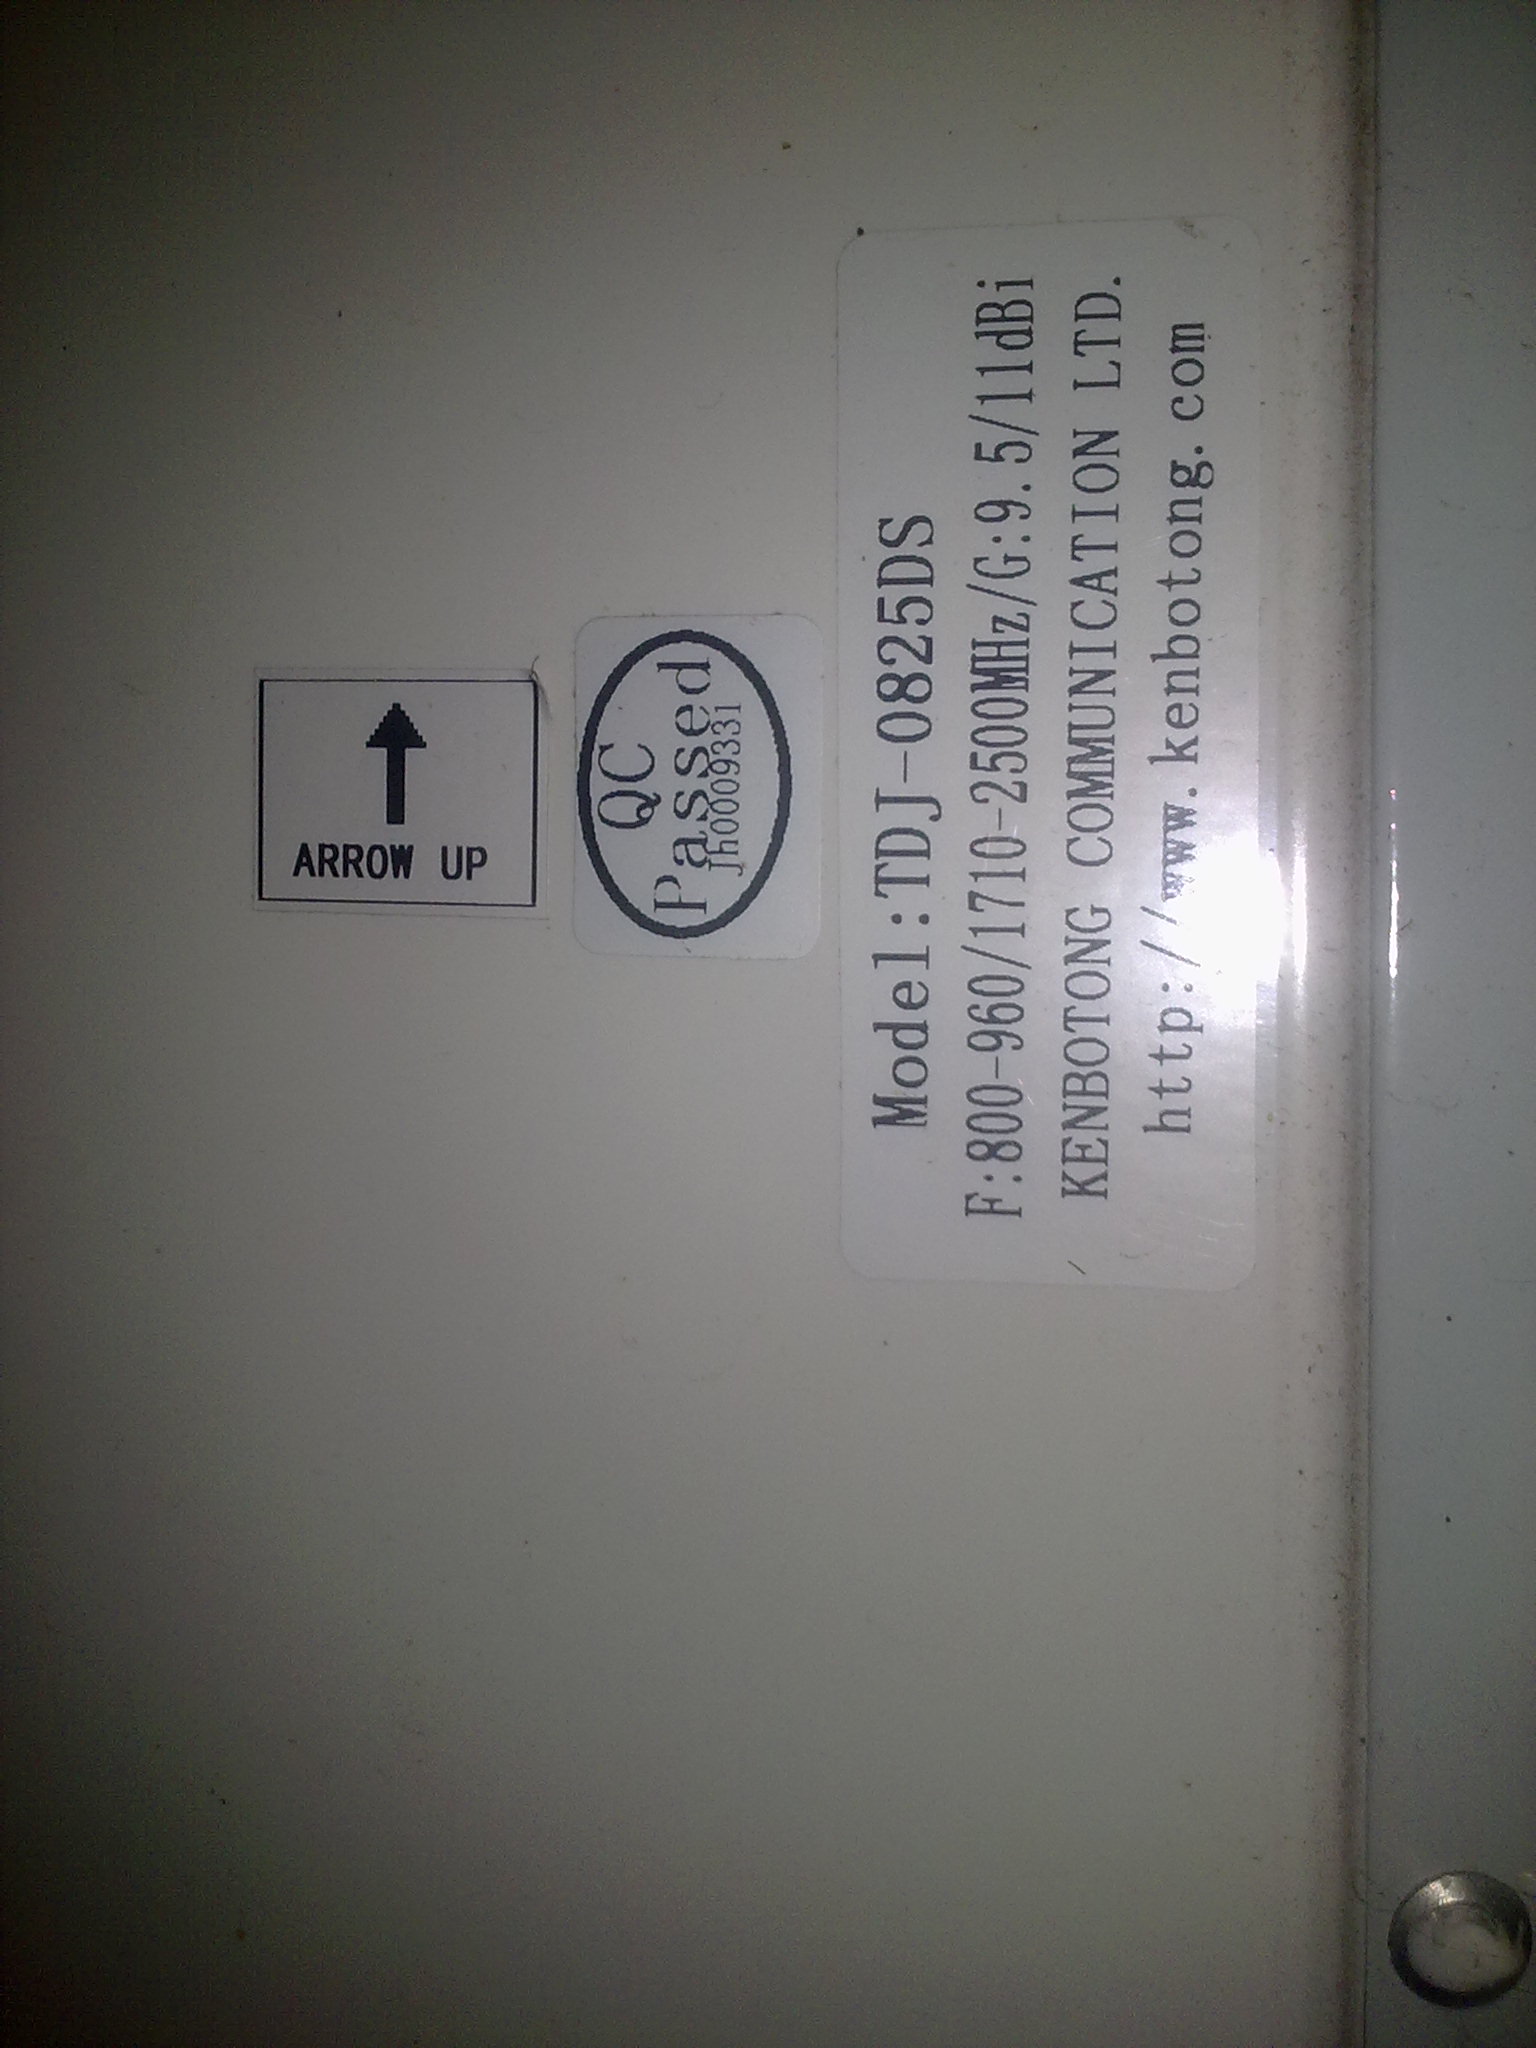 ARROW UP
QC
Passed
jh0009331
Model:TDJ-0825DS
F:800-960/1710-2500MHz/G:9.5/11dBi
KENBOTONG COMMUNICATION LTD.
http://www.kenbotong.com